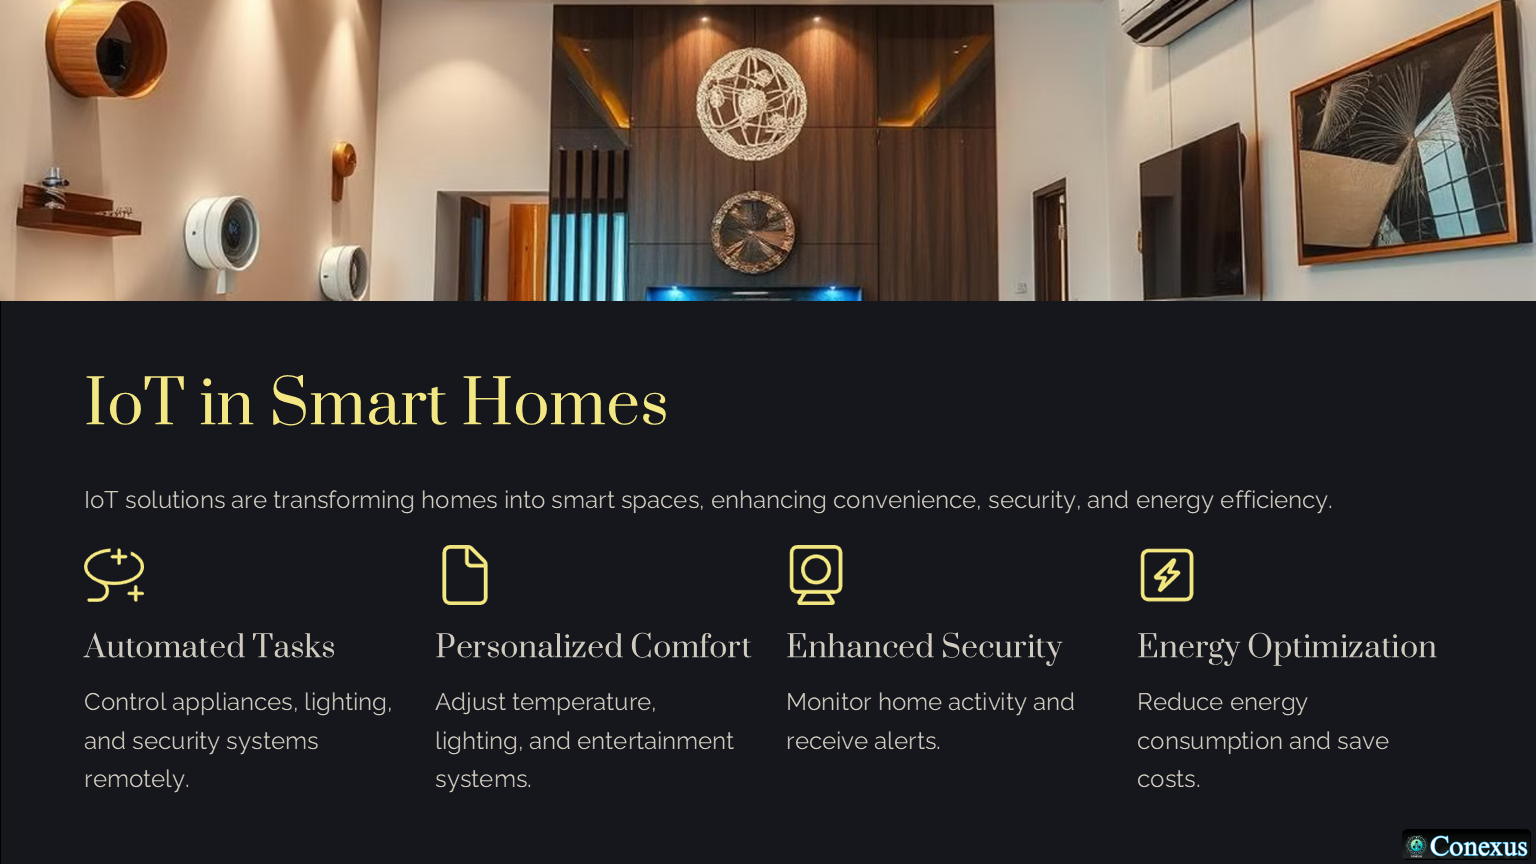 IoT in Smart Homes
IoT solutions are transforming homes into smart spaces, enhancing convenience, security, and energy efficiency.
Automated Tasks
Control appliances, lighting,
and security systems
remotely.
Personalized Comfort
Adjust temperature,
lighting, and entertainment
systems.
Enhanced Security
Monitor home activity and
receive alerts.
Energy Optimization
Reduce energy
consumption and save
costs.
Conexus